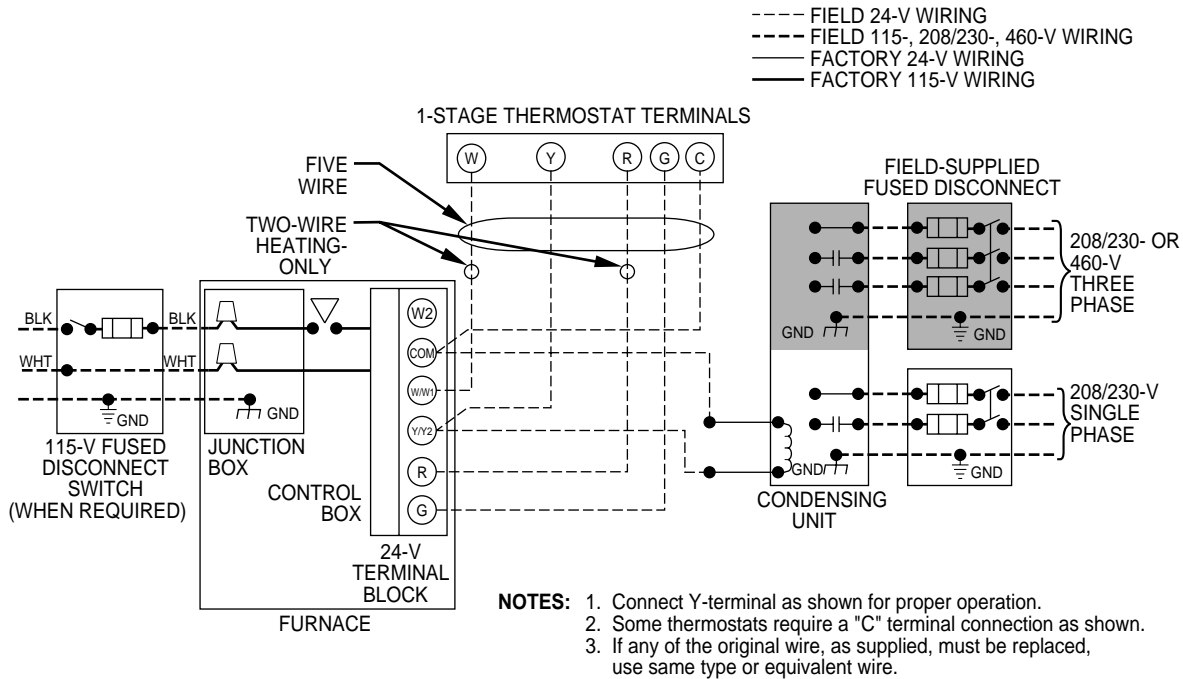 FIELD 24-V WIRING
FIELD 115-, 208/230-, 460-V WIRING
FACTORY 24-V WIRING
FACTORY 115-V WIRING
1-STAGE THERMOSTAT TERMINALS
W
Y
R
G
C
FIVE
WIRE
TWO-WIRE
HEATING-
ONLY
FIELD-SUPPLIED
FUSED DISCONNECT
208/230- OR
460-V
THREE
PHASE
GND
GND
BLK
BLK
WHT
WHT
GND
GND
115-V FUSED
DISCONNECT
SWITCH
(WHEN REQUIRED)
JUNCTION
BOX
CONTROL
BOX
W2
COM
W/W1
Y/Y2
R
G
24-V
TERMINAL
BLOCK
FURNACE
208/230-V
SINGLE
PHASE
GND
GND
CONDENSING
UNIT
NOTES: 1. Connect Y-terminal as shown for proper operation.
2. Some thermostats require a "C" terminal connection as shown.
3. If any of the original wire, as supplied, must be replaced,
use same type or equivalent wire.